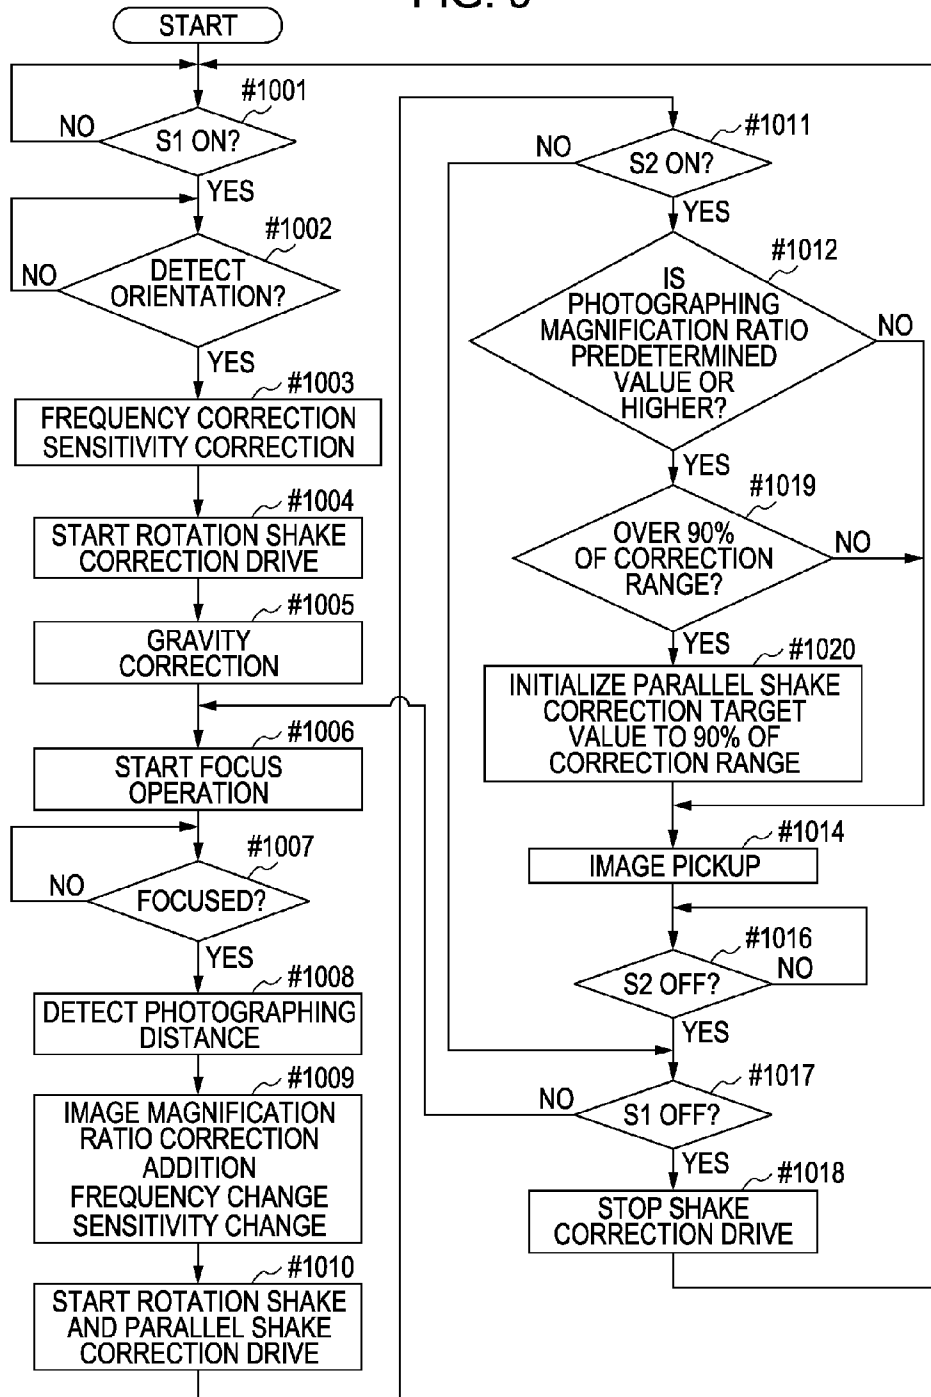 START
#1001
S1 ON?
NO
YES
#1002
DETECT
ORIENTATION?
NO
YES
#1003
FREQUENCY CORRECTION
SENSITIVITY CORRECTION
#1004
START ROTATION SHAKE
CORRECTION DRIVE
#1005
GRAVITY
CORRECTION
#1006
START FOCUS
OPERATION
#1007
NO
FOCUSED?
YES
#1008
DETECT PHOTOGRAPHING
DISTANCE
#1009
IMAGE MAGNIFICATION
RATIO CORRECTION
ADDITION
FREQUENCY CHANGE
SENSITIVITY CHANGE
#1010
START ROTATION SHAKE
AND PARALLEL SHAKE
CORRECTION DRIVE
#1011
NO
S2 ON?
YES
#1012
IS
PHOTOGRAPHING
MAGNIFICATION RATIO
PREDETERMINED
VALUE OR
HIGHER?
NO
YES
#1019
OVER 90%
OF CORRECTION
RANGE?
NO
YES
#1020
INITIALIZE PARALLEL SHAKE
CORRECTION TARGET
VALUE TO 90% OF
CORRECTION RANGE
#1014
IMAGE PICKUP
#1016
S2 OFF?
NO
YES
#1017
NO
S1 OFF?
YES
#1018
STOP SHAKE
CORRECTION DRIVE